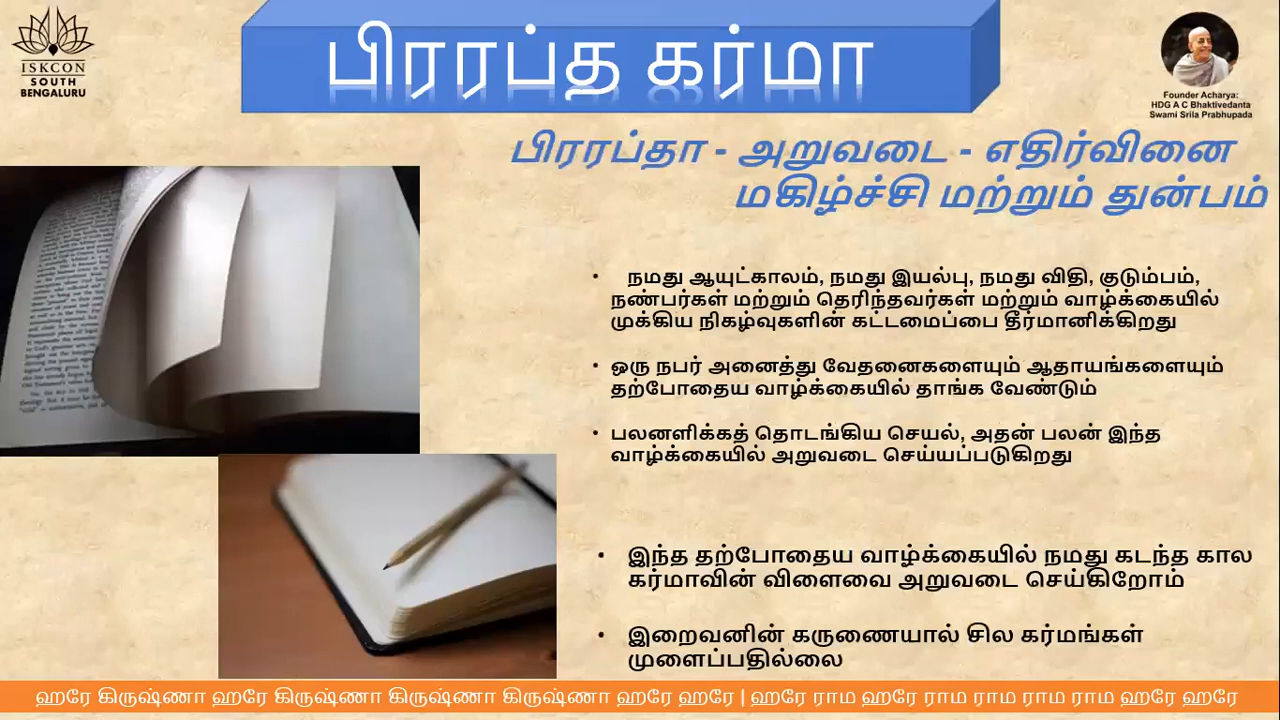 ISKCON
SOUTH
BENGALURU
பிரரப்த கர்மா
Founder Acharya:
HDG A C Bhaktivedanta
Swami Srila Prabhupada
பிரரப்தா - அறுவடை - எதிர்வினை
மகிழ்ச்சி மற்றும் துன்பம்
• நமது ஆயுட்காலம், நமது இயல்பு, நமது விதி, குடும்பம்,
நண்பர்கள் மற்றும் தெரிந்தவர்கள் மற்றும் வாழ்க்கையில்
முக்கிய நிகழ்வுகளின் கட்டமைப்பை தீர்மானிக்கிறது
• ஒரு நபர் அனைத்து வேதனைகளையும் ஆதாயங்களையும்
தற்போதைய வாழ்க்கையில் தாங்க வேண்டும்
• பலனளிக்கத் தொடங்கிய செயல், அதன் பலன் இந்த
வாழ்க்கையில் அறுவடை செய்யப்படுகிறது
• இந்த தற்போதைய வாழ்க்கையில் நமது கடந்த கால
கர்மாவின் விளைவை அறுவடை செய்கிறோம்
• இறைவனின் கருணையால் சில கர்மங்கள்
முளைப்பதில்லை
ஹரே கிருஷ்ணா ஹரே கிருஷ்ணா கிருஷ்ணா கிருஷ்ணா ஹரே ஹரே | ஹரே ராம ஹரே ராம ராம ராம ராம ஹரே ஹரே